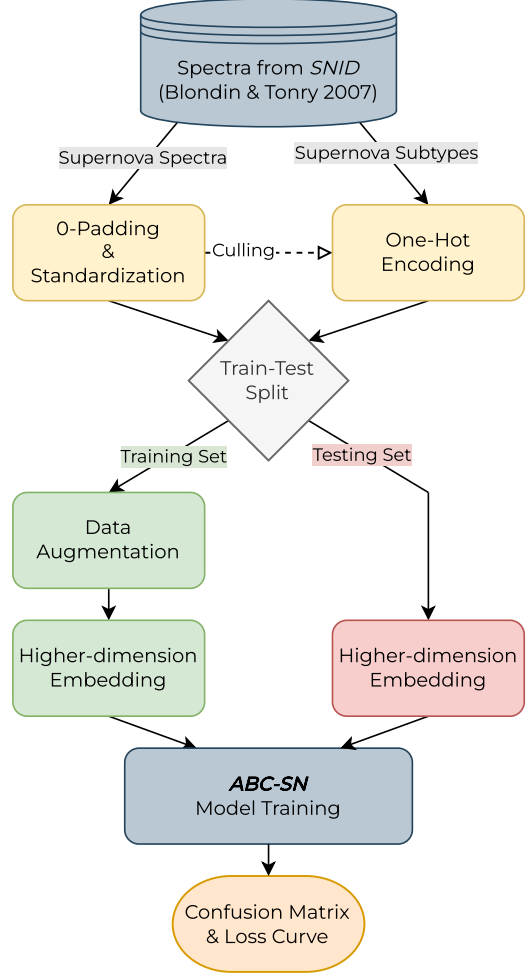 Spectra from SNID
(Blondin & Tonry 2007)
Supernova Spectra
Supernova Subtypes
0-Padding
&
Standardization
Culling
One-Hot
Encoding
Train-Test
Split
Training Set
Testing Set
Data
Augmentation
Higher-dimension
Embedding
Higher-dimension
Embedding
ABC-SN
Model Training
Confusion Matrix
& Loss Curve